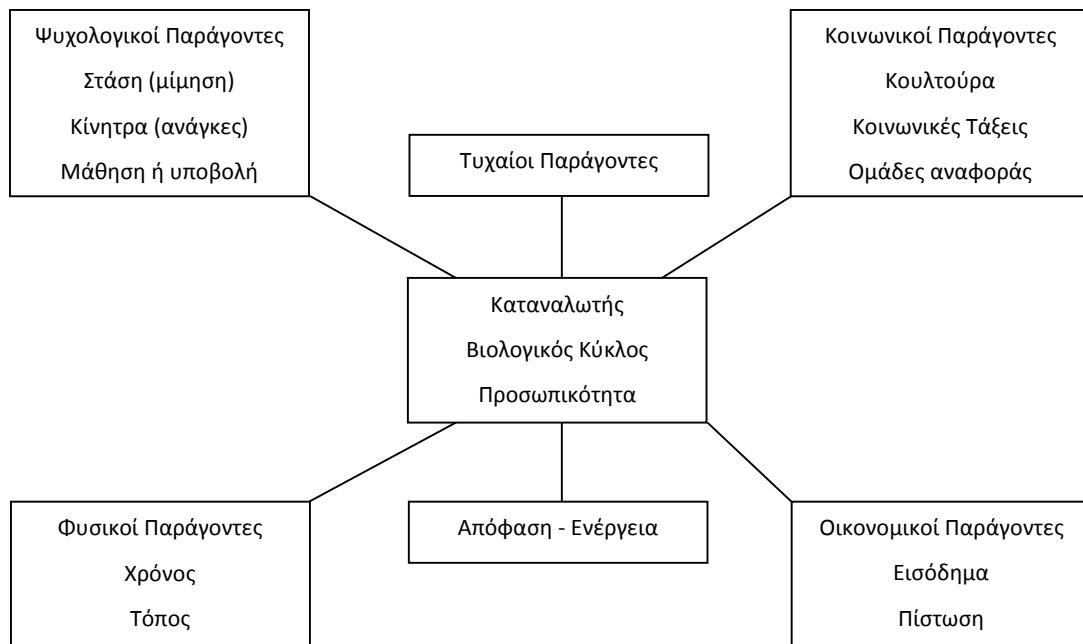 Ψυχολογικοί Παράγοντες
Στάση (μίμηση)
Κίνητρα (ανάγκες)
Μάθηση ή υποβολή
Τυχαίοι Παράγοντες
Κοινωνικοί Παράγοντες
Κουλτούρα
Κοινωνικές Τάξεις
Ομάδες αναφοράς
Καταναλωτής
Βιολογικός Κύκλος
Προσωπικότητα
Φυσικοί Παράγοντες
Χρόνος
Τόπος
Απόφαση - Ενέργεια
Οικονομικοί Παράγοντες
Εισόδημα
Πίστωση